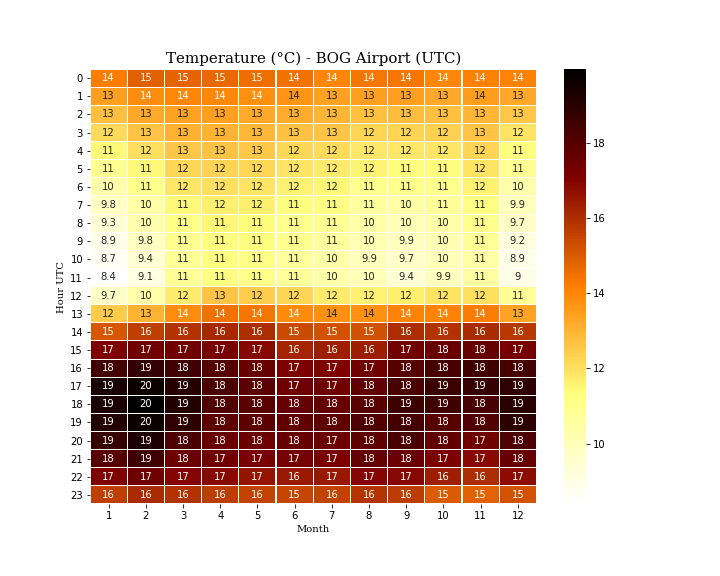 Temperature (°C) - BOG Airport (UTC)
0 14 15 15 15 15 14 14 14 14 14 14 14
1 13 14 14 14 14 14 13 13 13 13 14 13
2 13 13 13 13 13 13 13 13 13 13 13 13
3 12 13 13 13 13 13 13 12 12 12 13 12
4 11 12 13 13 13 12 12 12 12 12 12 11
5 11 11 12 12 12 12 12 12 11 11 12 11
6 10 11 12 12 12 12 12 11 11 11 12 10
7 9.8 10 11 12 12 11 11 11 10 11 11 9.9
8 9.3 10 11 11 11 11 11 10 10 10 11 9.7
9 8.9 9.8 11 11 11 11 11 10 9.9 10 11 9.2
10 8.7 9.4 11 11 11 11 10 9.9 9.7 10 11 8.9
11 8.4 9.1 11 11 11 11 10 10 9.4 9.9 11 9
12 9.7 10 12 13 12 12 12 12 12 12 12 11
13 12 13 14 14 14 14 14 14 14 14 14 13
14 15 16 16 16 16 15 15 15 16 16 16 16
15 17 17 17 17 17 16 16 16 17 18 18 17
16 18 19 18 18 18 17 17 17 18 18 18 18
17 19 20 19 18 18 17 17 18 18 19 19 19
18 19 20 19 18 18 18 18 18 19 19 18 19
19 19 20 19 18 18 18 18 18 18 18 18 19
20 19 19 18 18 18 18 17 18 18 18 17 18
21 18 19 18 17 17 17 17 18 18 17 17 18
22 17 17 17 17 17 16 16 17 17 16 16 17
23 16 16 16 16 16 15 16 16 16 15 15 15
1 2 3 4 5 6 7 8 9 10 11 12
Month
Hour UTC
18
16
14
12
10